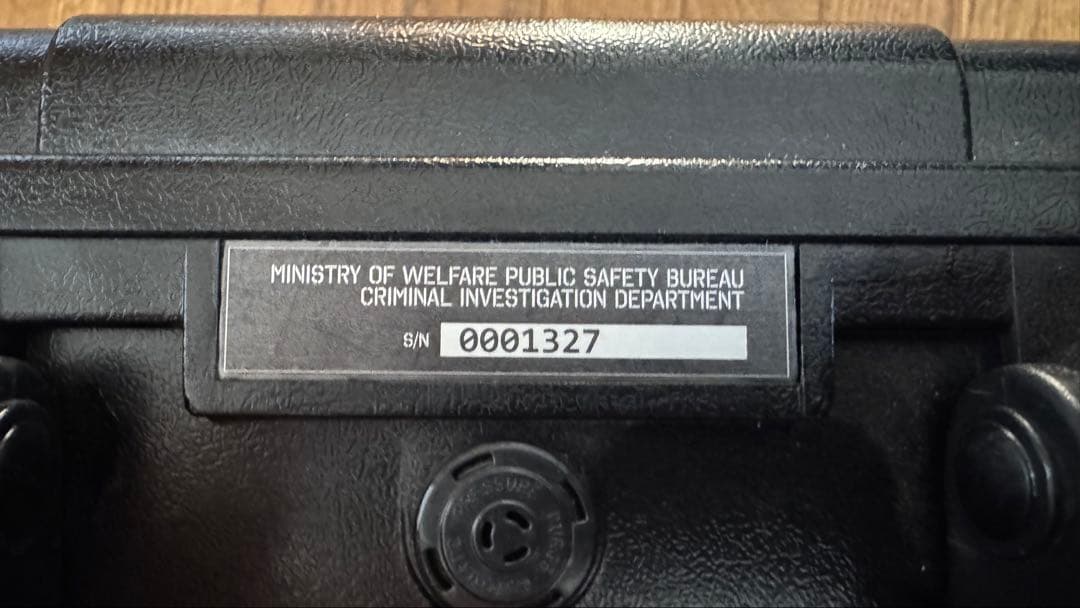 MINISTRY OF WELFARE PUBLIC SAFETY BUREAU
CRIMINAL INVESTIGATION DEPARTMENT
S/N 0001327